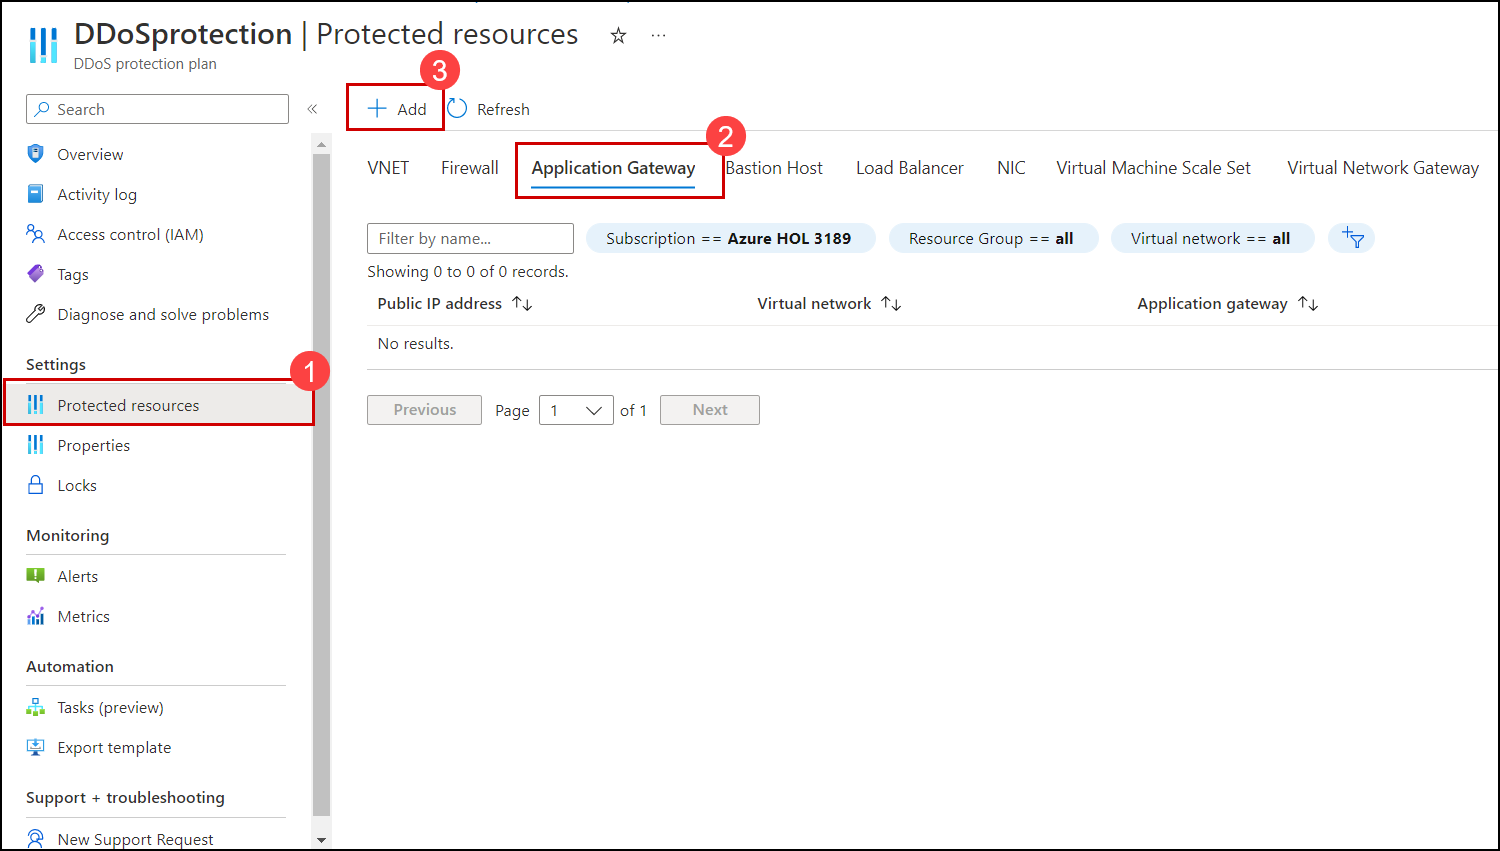 DDoSprotection | Protected resources ☆ ...
DDoS protection plan
3
Search «
+ Add Refresh
2
VNET Firewall Application Gateway Bastion Host Load Balancer NIC Virtual Machine Scale Set Virtual Network Gateway
Overview
Activity log
Access control (IAM)
Tags
Diagnose and solve problems
Settings
1
Protected resources
Properties
Locks
Monitoring
Alerts
Metrics
Automation
Tasks (preview)
Export template
Support + troubleshooting
New Support Request
Filter by name... Subscription == Azure HOL 3189 Resource Group == all Virtual network == all
Showing 0 to 0 of 0 records.
Public IP address ↑↓ Virtual network ↑↓ Application gateway ↑↓
No results.
Previous Page 1 of 1 Next